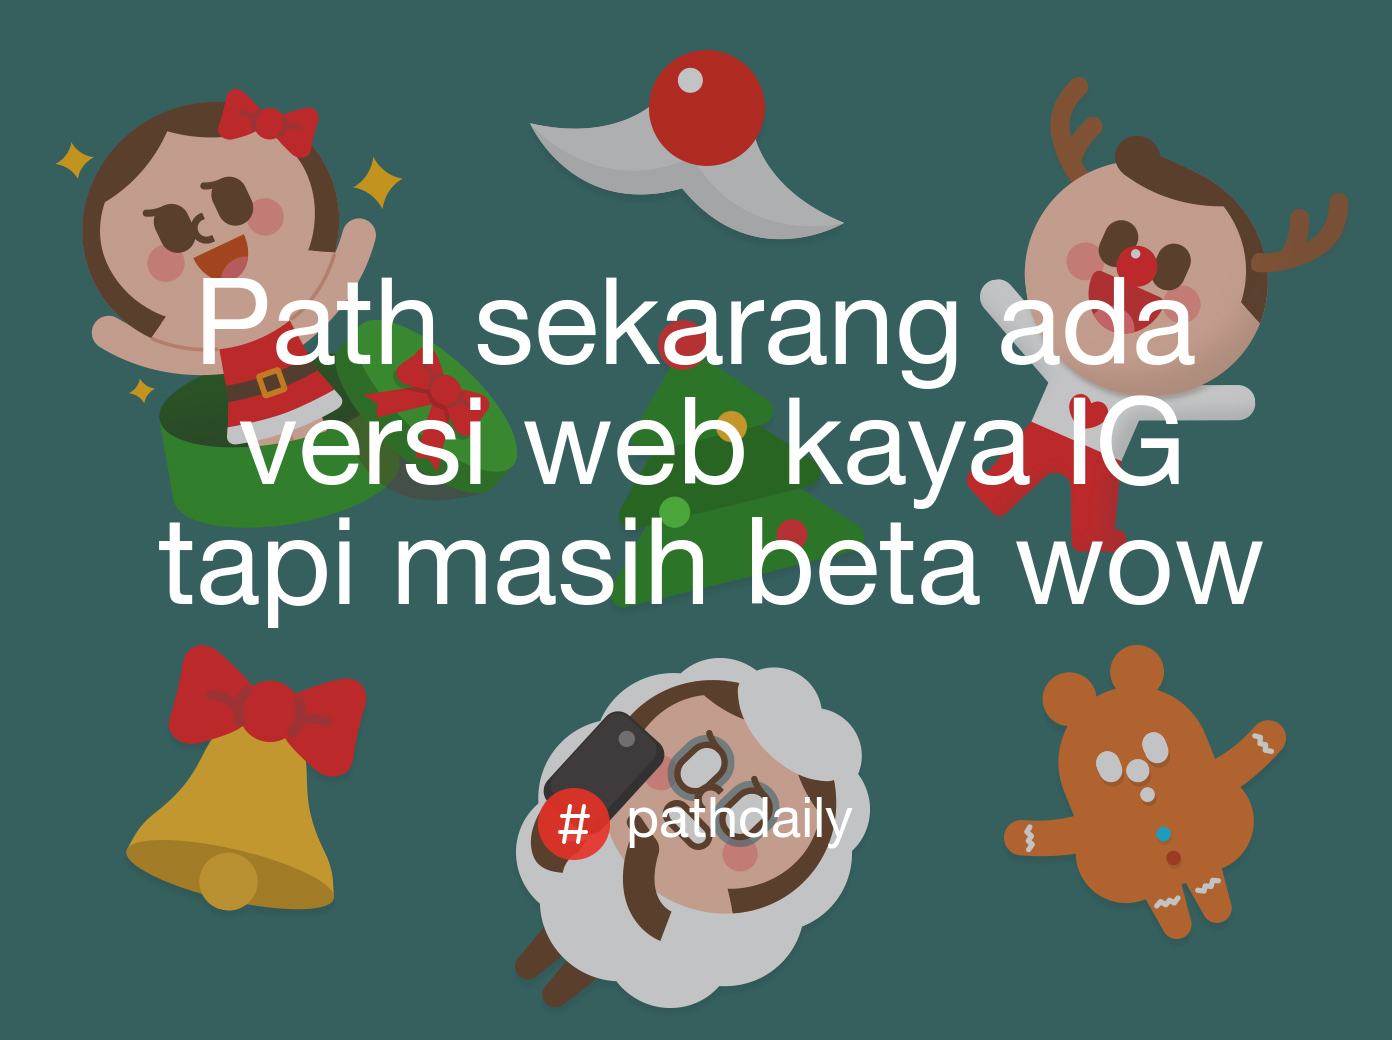 Path sekarang ada
versi web kaya IG
tapi masih beta wow
# pathdaily